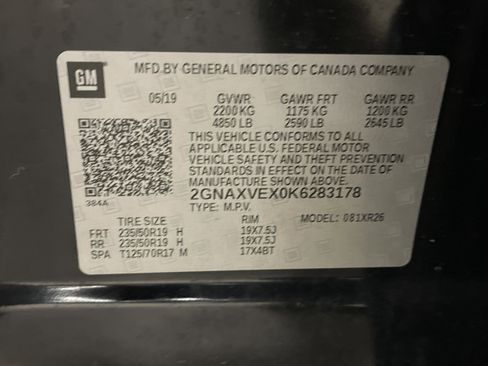 GM
MFD BY GENERAL MOTORS OF CANADA COMPANY
05/19 GVWR GAWR FRT GAWR RR
2200 KG 1175 KG 1200 KG
4850 LB 2590 LB 2645 LB
THIS VEHICLE CONFORMS TO ALL
APPLICABLE U.S. FEDERAL MOTOR
VEHICLE SAFETY AND THEFT PREVENTION
STANDARDS IN EFFECT ON THE DATE OF
MANUFACTURE SHOWN ABOVE.
384A
2GNAXVEX0K6283178
TYPE: M.P.V. MODEL: 081XR26
TIRE SIZE RIM
FRT 235/50R19 H 19X7.5J
RR 235/50R19 H 19X7.5J
SPA T125/70R17 M 17X4BT